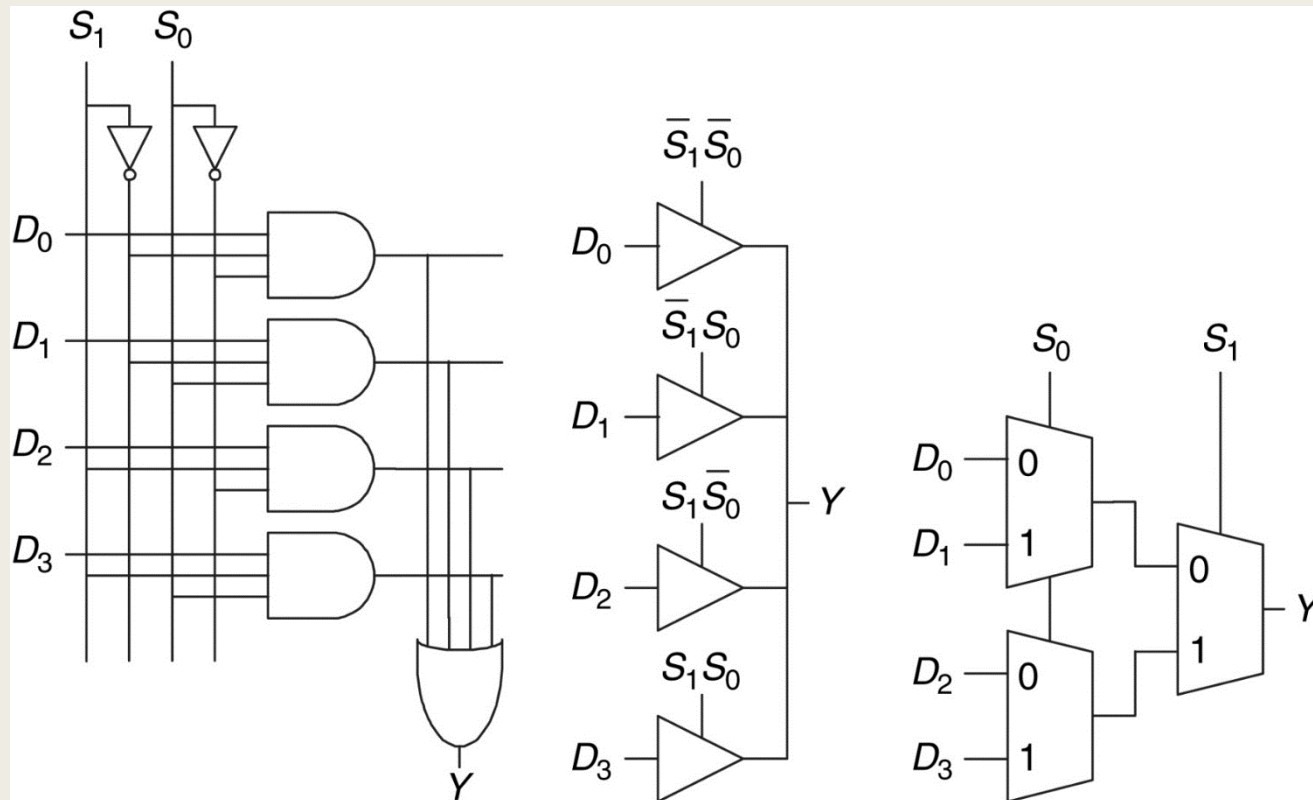 S₁ S₀
D₀
D₁
D₂
D₃
Y
S̅₁S̅₀
D₀
S̅₁S₀
D₁
S₁S̅₀
D₂
Y
S₁S₀
D₃
S₀ S₁
D₀ 0
D₁ 1
0
Y
1
D₂ 0
D₃ 1